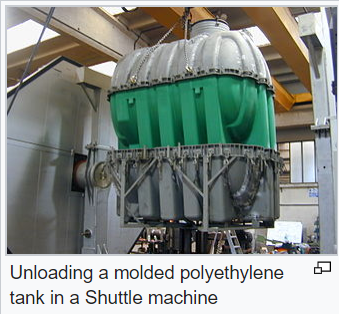 Unloading a molded polyethylene
tank in a Shuttle machine